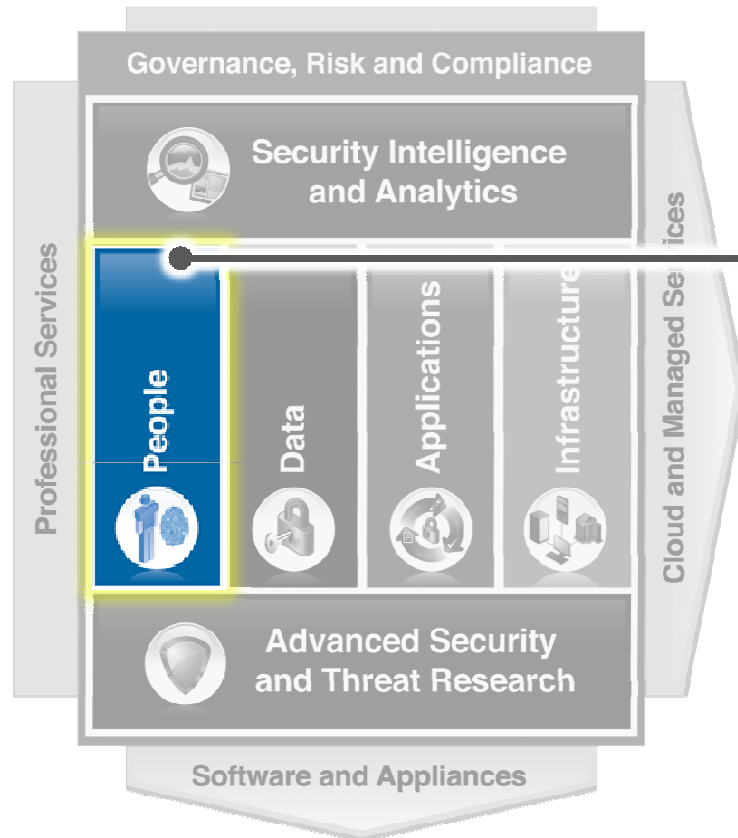 Governance, Risk and Compliance
Security Intelligence
and Analytics
Professional Services
People
Data
Applications
Infrastructure
Cloud and Managed Services
Advanced Security
and Threat Research
Software and Appliances